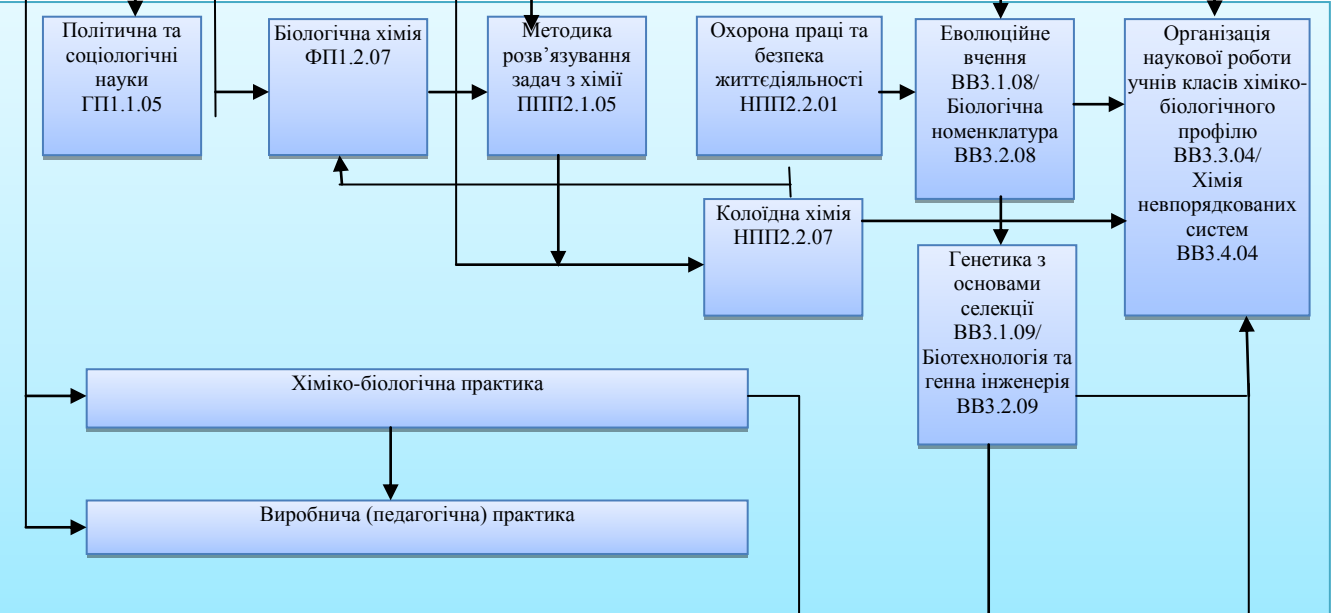 Політична та
соціологічні
науки
ГП1.1.05
Біологічна хімія
ФП1.2.07
Методика
розв’язування
задач з хімії
ППП2.1.05
Охорона праці та
безпека
життєдіяльності
НПП2.2.01
Еволюційне
вчення
ВВ3.1.08/
Біологічна
номенклатура
ВВ3.2.08
Організація
наукової роботи
учнів класів хіміко-
біологічного
профілю
ВВ3.3.04/
Хімія
невпорядкованих
систем
ВВ3.4.04
Колоїдна хімія
НПП2.2.07
Генетика з
основами
селекції
ВВ3.1.09/
Біотехнологія та
генна інженерія
ВВ3.2.09
Хіміко-біологічна практика
Виробнича (педагогічна) практика